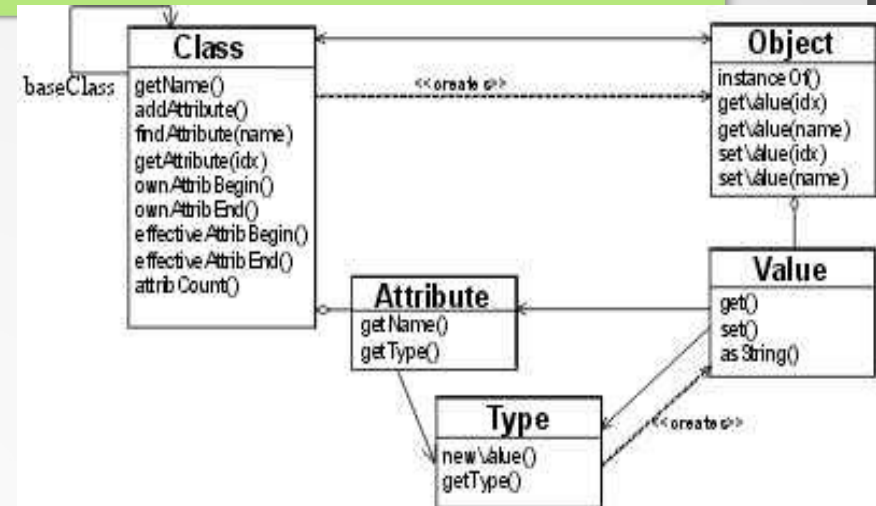 Class
baseClass
getName()
addAttribute()
findAttribute(name)
getAttribute(idx)
ownAttribBegin()
ownAttribEnd()
effectiveAttribBegin()
effectiveAttribEnd()
attribCount()
<<creates>>
Object
instanceOf()
getValue(idx)
getValue(name)
setValue(idx)
setValue(name)
Attribute
getName()
getType()
Value
get()
set()
asString()
Type
newValue()
getType()
<<creates>>